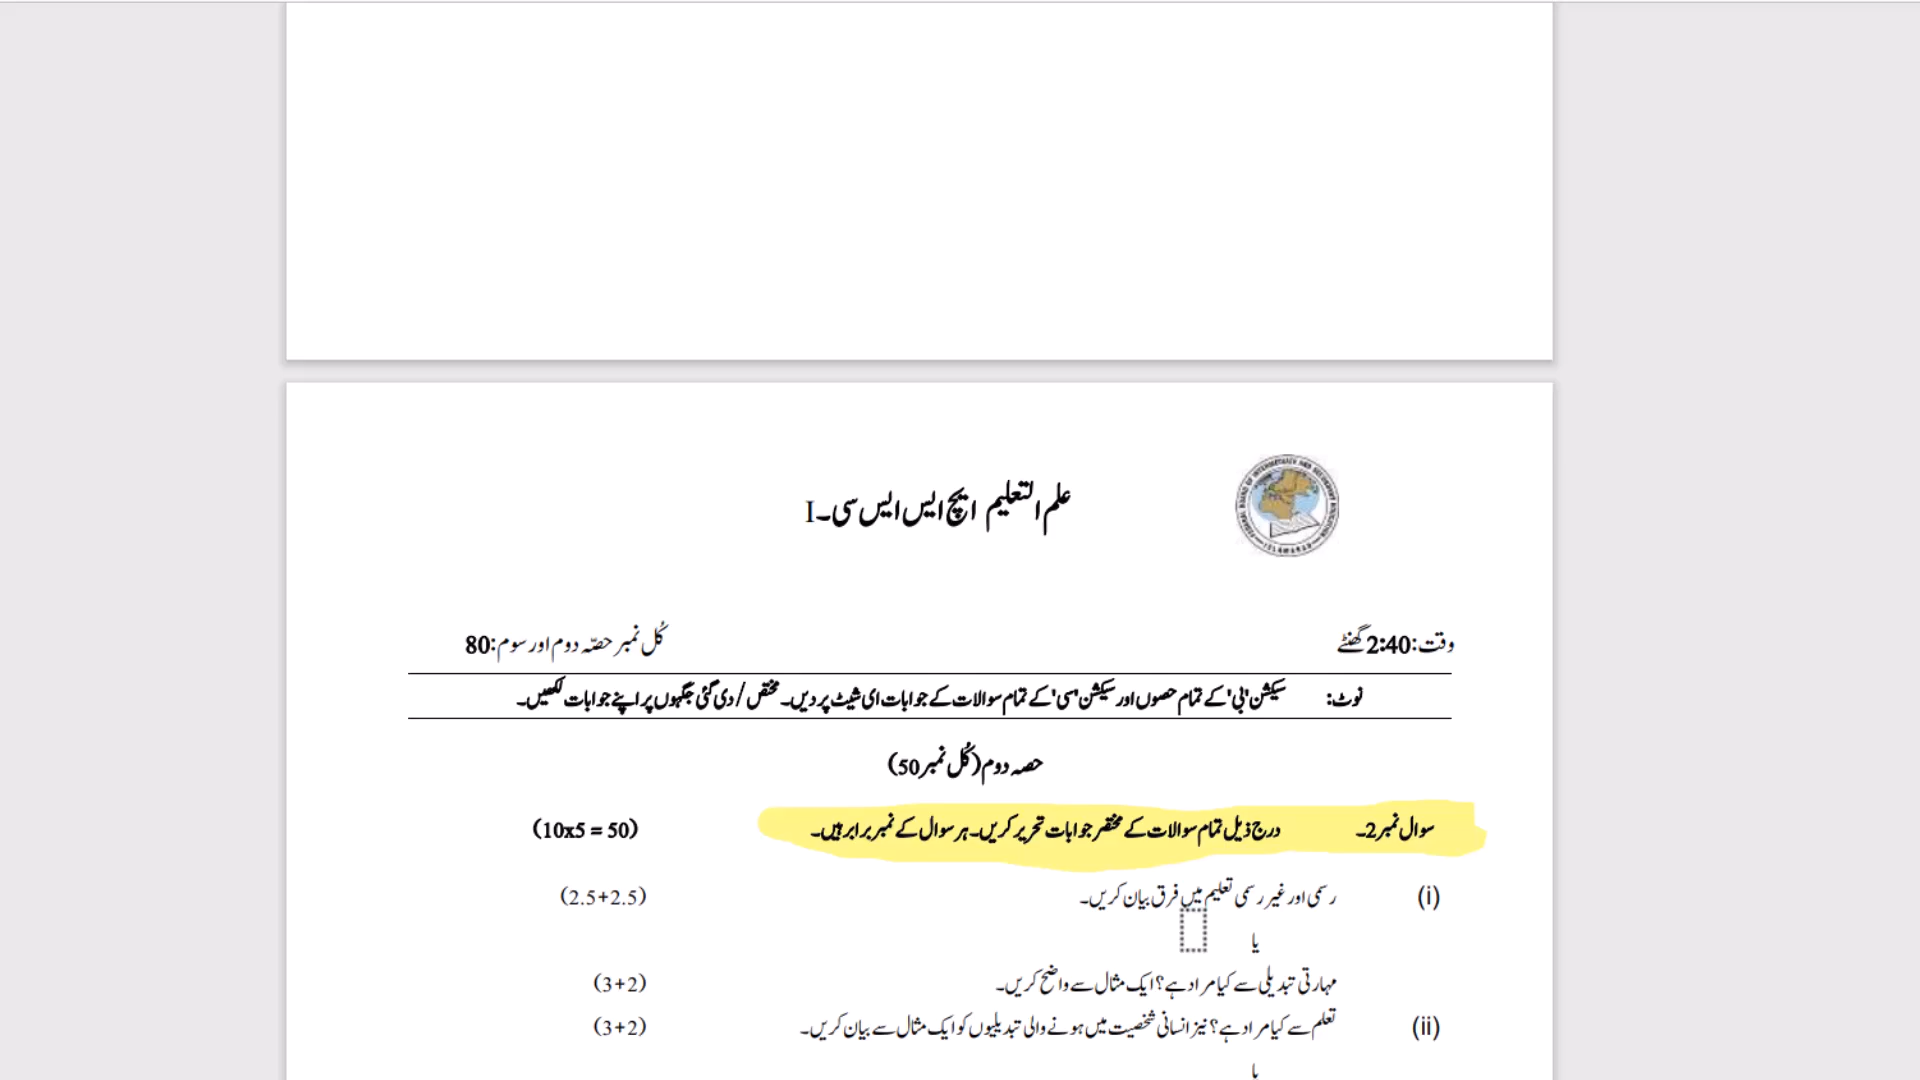 علم التعلیم ایچ ایس ایس سی۔I
وقت:2:40 گھنٹے کُل نمبر حصّہ دوم اور سوم:80
نوٹ: سیکشن 'بی' کے تمام حصوں اور سیکشن 'سی' کے تمام سوالات کے جوابات ای شیٹ پر دیں۔ مختص / دی گئی جگہوں پر اپنے جوابات لکھیں۔
حصہ دوم (کُل نمبر 50)
سوال نمبر 2۔ درج ذیل تمام سوالات کے مختصر جوابات تحریر کریں۔ ہر سوال کے نمبر برابر ہیں۔ (10x5 = 50)
(i) رسمی اور غیر رسمی تعلیم میں فرق بیان کریں۔ (2.5+2.5)
یا
مہارتی تبدیلی سے کیا مراد ہے؟ ایک مثال سے واضح کریں۔ (3+2)
(ii) تعلم سے کیا مراد ہے؟ نیز انسانی شخصیت میں ہونے والی تبدیلیوں کو ایک مثال سے بیان کریں۔ (3+2)
یا